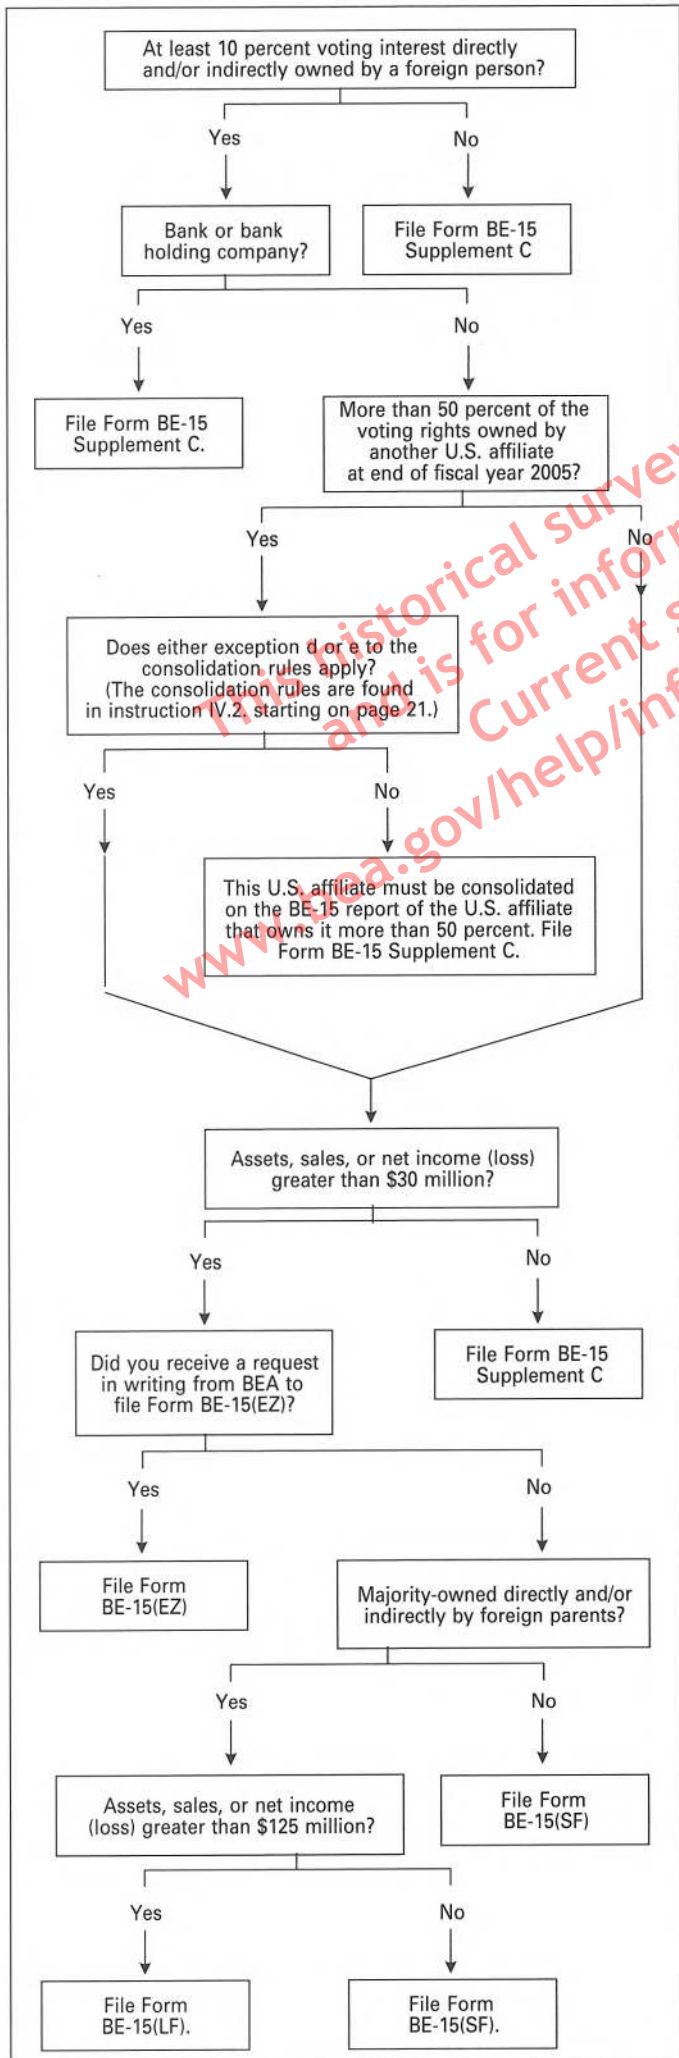 At least 10 percent voting interest directly
and/or indirectly owned by a foreign person?
Yes
No
Bank or bank
holding company?
File Form BE-15
Supplement C
Yes
No
File Form BE-15
Supplement C.
More than 50 percent of the
voting rights owned by
another U.S. affiliate
at end of fiscal year 2005?
Yes
No
Does either exception d or e to the
consolidation rules apply?
(The consolidation rules are found
in instruction IV.2. starting on page 21.)
Yes
No
This U.S. affiliate must be consolidated
on the BE-15 report of the U.S. affiliate
that owns it more than 50 percent. File
Form BE-15 Supplement C.
Assets, sales, or net income (loss)
greater than $30 million?
Yes
No
Did you receive a request
in writing from BEA to
file Form BE-15(EZ)?
File Form BE-15
Supplement C
Yes
No
File Form
BE-15(EZ)
Majority-owned directly and/or
indirectly by foreign parents?
Yes
No
Assets, sales, or net income
(loss) greater than $125 million?
File Form
BE-15(SF)
Yes
No
File Form
BE-15(LF).
File Form
BE-15(SF).
This historical survey
and is for
Current
www.bea.gov/help/